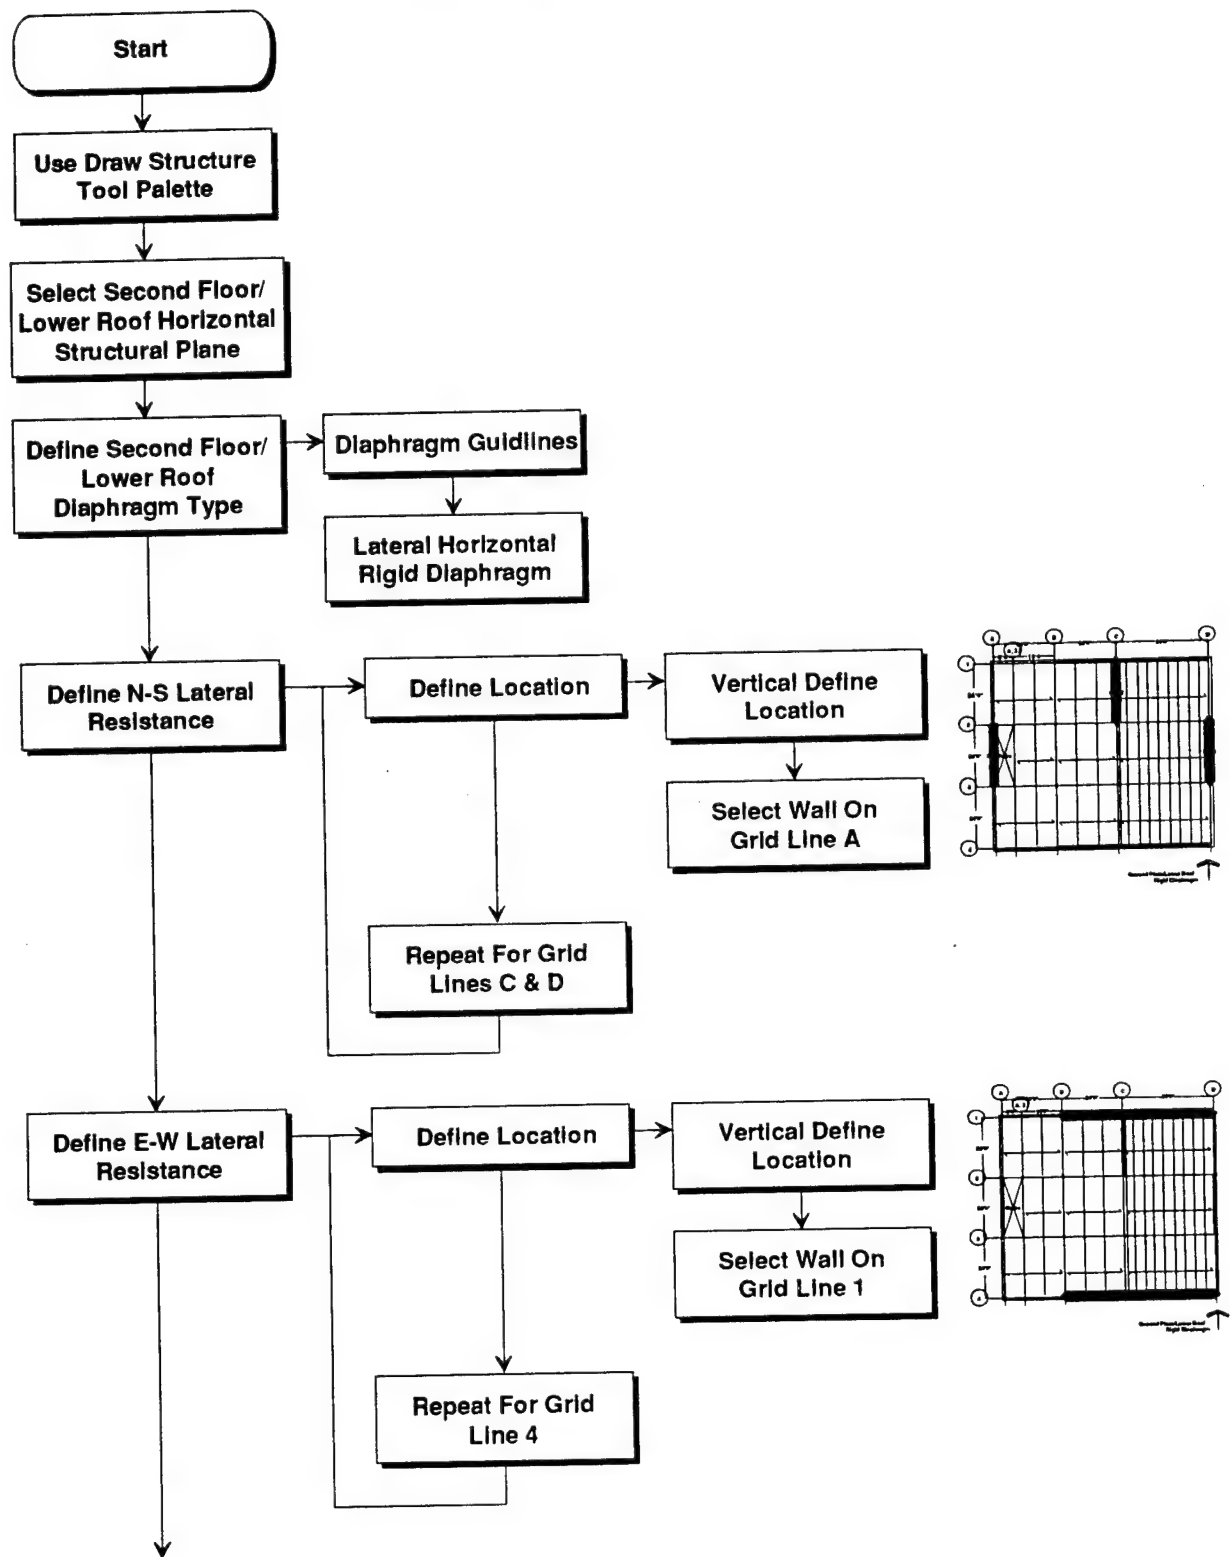 Start
Use Draw Structure
Tool Palette
Select Second Floor/
Lower Roof Horizontal
Structural Plane
Define Second Floor/
Lower Roof
Diaphragm Type
Diaphragm Guidlines
Lateral Horizontal
Rigid Diaphragm
Define N-S Lateral
Resistance
Define Location
Vertical Define
Location
Select Wall On
Grid Line A
Repeat For Grid
Lines C & D
Define E-W Lateral
Resistance
Define Location
Vertical Define
Location
Select Wall On
Grid Line 1
Repeat For Grid
Line 4